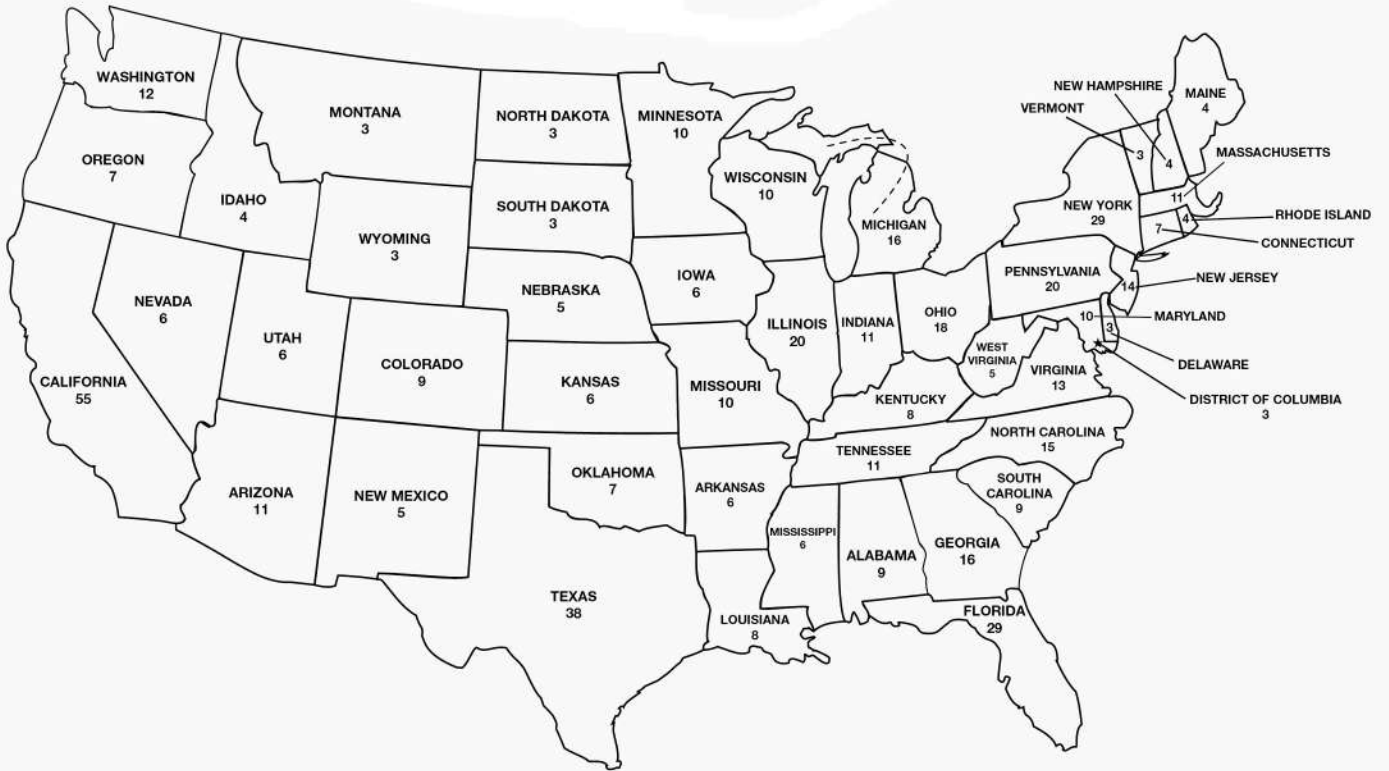 WASHINGTON
12
OREGON
7
CALIFORNIA
55
NEVADA
6
IDAHO
4
MONTANA
3
WYOMING
3
UTAH
6
COLORADO
9
ARIZONA
11
NEW MEXICO
5
NORTH DAKOTA
3
SOUTH DAKOTA
3
NEBRASKA
5
KANSAS
6
OKLAHOMA
7
TEXAS
38
MINNESOTA
10
IOWA
6
MISSOURI
10
ARKANSAS
6
LOUISIANA
8
WISCONSIN
10
ILLINOIS
20
MICHIGAN
16
INDIANA
11
OHIO
18
KENTUCKY
8
TENNESSEE
11
MISSISSIPPI
6
ALABAMA
9
GEORGIA
16
FLORIDA
29
SOUTH
CAROLINA
9
NORTH CAROLINA
15
VIRGINIA
13
WEST
VIRGINIA
5
PENNSYLVANIA
20
NEW YORK
29
VERMONT
3
NEW HAMPSHIRE
4
MAINE
4
MASSACHUSETTS
11
RHODE ISLAND
4
CONNECTICUT
7
NEW JERSEY
14
MARYLAND
10
DELAWARE
3
DISTRICT OF COLUMBIA
3